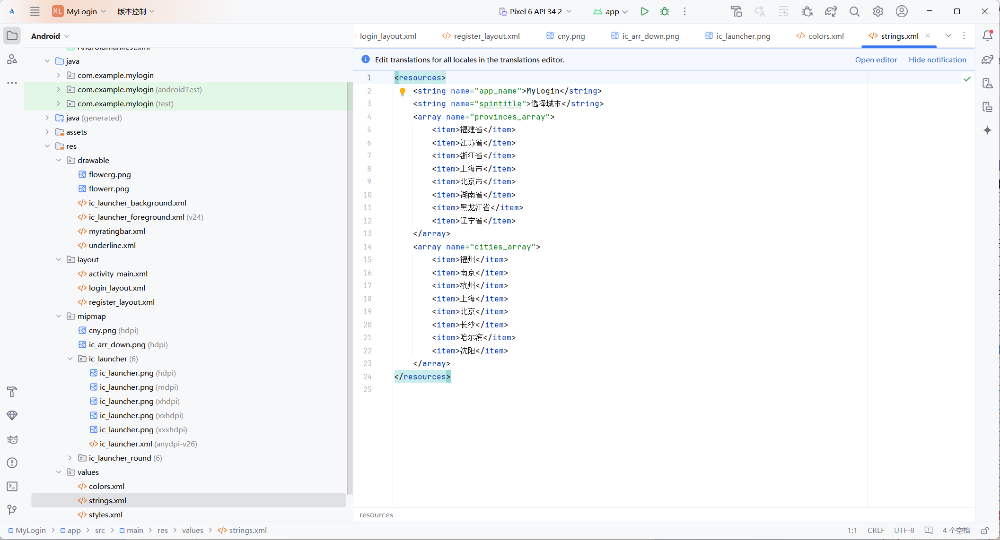 ML MyLogin 版本控制 Pixel 6 API 34 2 app
Android
login_layout.xml register_layout.xml cny.png ic_arr_down.png ic_launcher.png colors.xml strings.xml
Edit translations for all locales in the translations editor. Open editor Hide notification
AndroidManifest.xml
java
com.example.mylogin
com.example.mylogin (androidTest)
com.example.mylogin (test)
java (generated)
assets
res
drawable
flowerg.png
flowerr.png
ic_launcher_background.xml
ic_launcher_foreground.xml (v24)
myratingbar.xml
underline.xml
layout
activity_main.xml
login_layout.xml
register_layout.xml
mipmap
cny.png (hdpi)
ic_arr_down.png (hdpi)
ic_launcher (6)
ic_launcher.png (hdpi)
ic_launcher.png (mdpi)
ic_launcher.png (xhdpi)
ic_launcher.png (xxhdpi)
ic_launcher.png (xxxhdpi)
ic_launcher.xml (anydpi-v26)
ic_launcher_round (6)
values
colors.xml
strings.xml
styles.xml
1 <resources>
2 <string name="app_name">MyLogin</string>
3 <string name="spintitle">选择城市</string>
4 <array name="provinces_array">
5 <item>福建省</item>
6 <item>江苏省</item>
7 <item>浙江省</item>
8 <item>上海市</item>
9 <item>北京市</item>
10 <item>湖南省</item>
11 <item>黑龙江省</item>
12 <item>辽宁省</item>
13 </array>
14 <array name="cities_array">
15 <item>福州</item>
16 <item>南京</item>
17 <item>杭州</item>
18 <item>上海</item>
19 <item>北京</item>
20 <item>长沙</item>
21 <item>哈尔滨</item>
22 <item>沈阳</item>
23 </array>
24 </resources>
25
resources
MyLogin app src main res values strings.xml 1:1 CRLF UTF-8 4 个空格